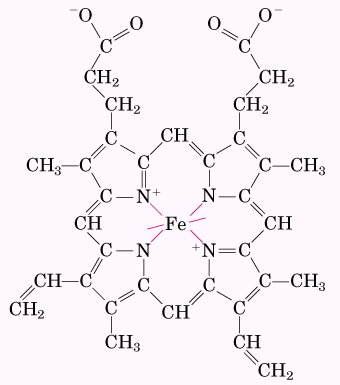 ⁻O O O O⁻
C C
CH₂ CH₂
CH₂ CH₂
C CH C
CH₃ C C C C CH₃
C N⁺ N C
CH Fe CH
C N ⁺N C
CH C C CH₃
CH₂ C C CH C C
CH₃ CH
CH₂